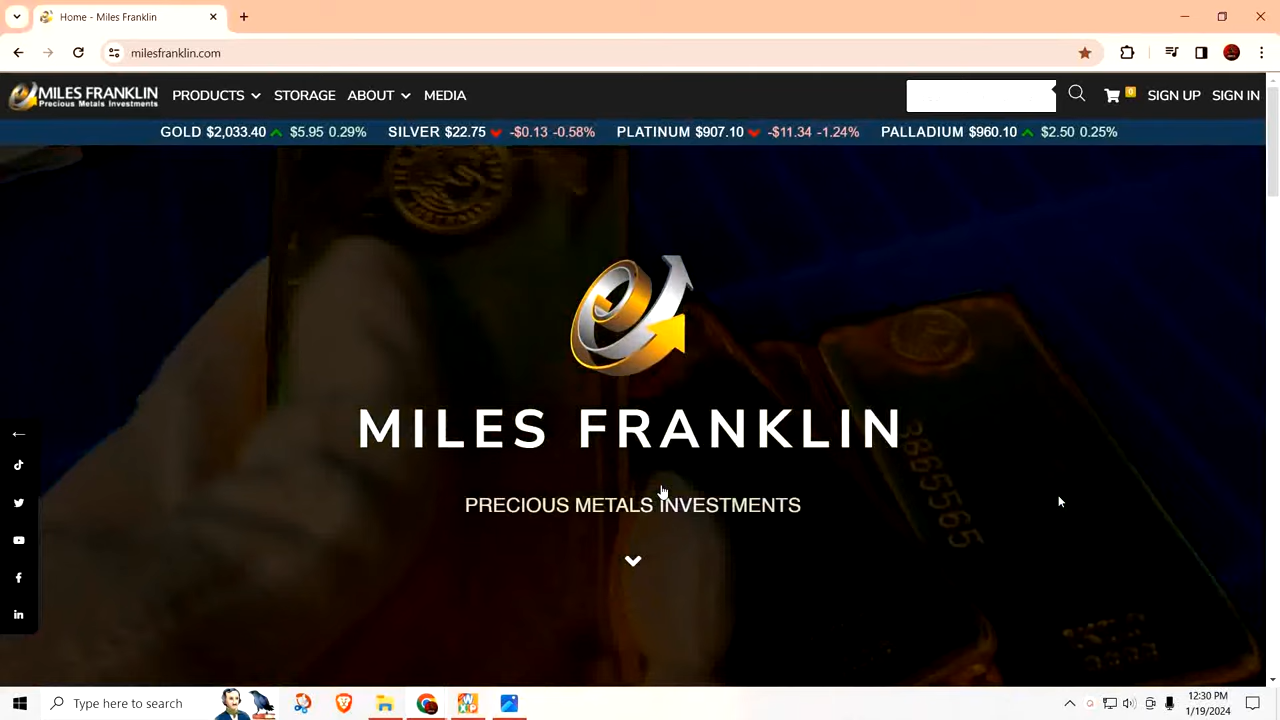 Home - Miles Franklin
milesfranklin.com
MILES FRANKLIN
Precious Metals Investments
PRODUCTS
STORAGE
ABOUT
MEDIA
0
SIGN UP
SIGN IN
GOLD $2,033.40 $5.95 0.29%
SILVER $22.75 -$0.13 -0.58%
PLATINUM $907.10 -$11.34 -1.24%
PALLADIUM $960.10 $2.50 0.25%
MILES FRANKLIN
PRECIOUS METALS INVESTMENTS
3865565
Type here to search
12:30 PM
1/19/2024